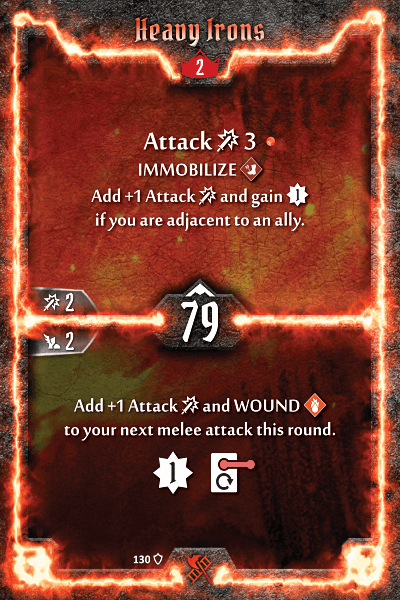 Heavy Irons
2
Attack 3
IMMOBILIZE
Add +1 Attack and gain 1
if you are adjacent to an ally.
2
79
2
Add +1 Attack and WOUND
to your next melee attack this round.
1
130